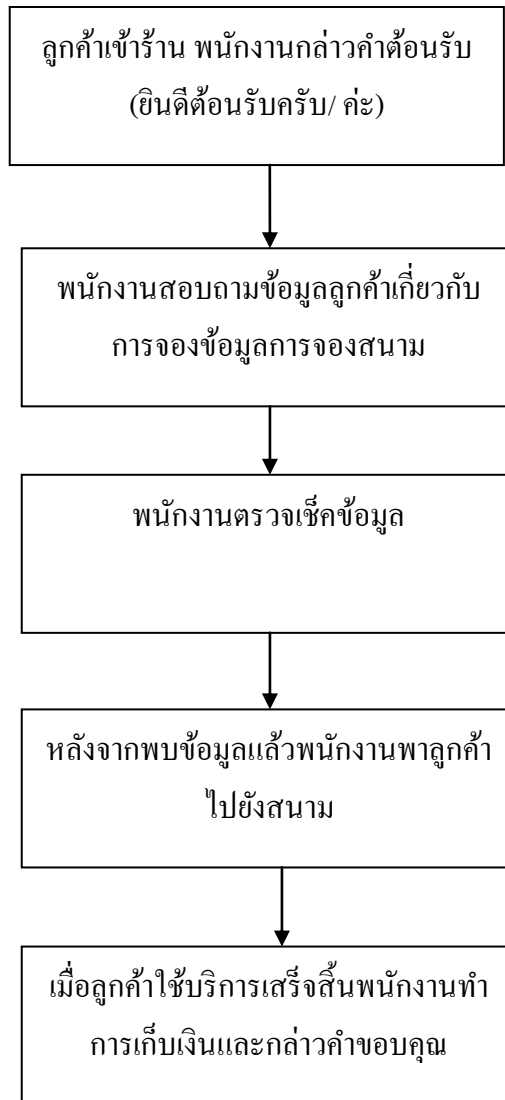 ลูกค้าเข้าร้าน พนักงานกล่าวคำต้อนรับ
(ยินดีต้อนรับครับ/ ค่ะ)
พนักงานสอบถามข้อมูลลูกค้าเกี่ยวกับ
การจองข้อมูลการจองสนาม
พนักงานตรวจเช็คข้อมูล
หลังจากพบข้อมูลแล้วพนักงานพาลูกค้า
ไปยังสนาม
เมื่อลูกค้าใช้บริการเสร็จสิ้นพนักงานทำ
การเก็บเงินและกล่าวคำขอบคุณ